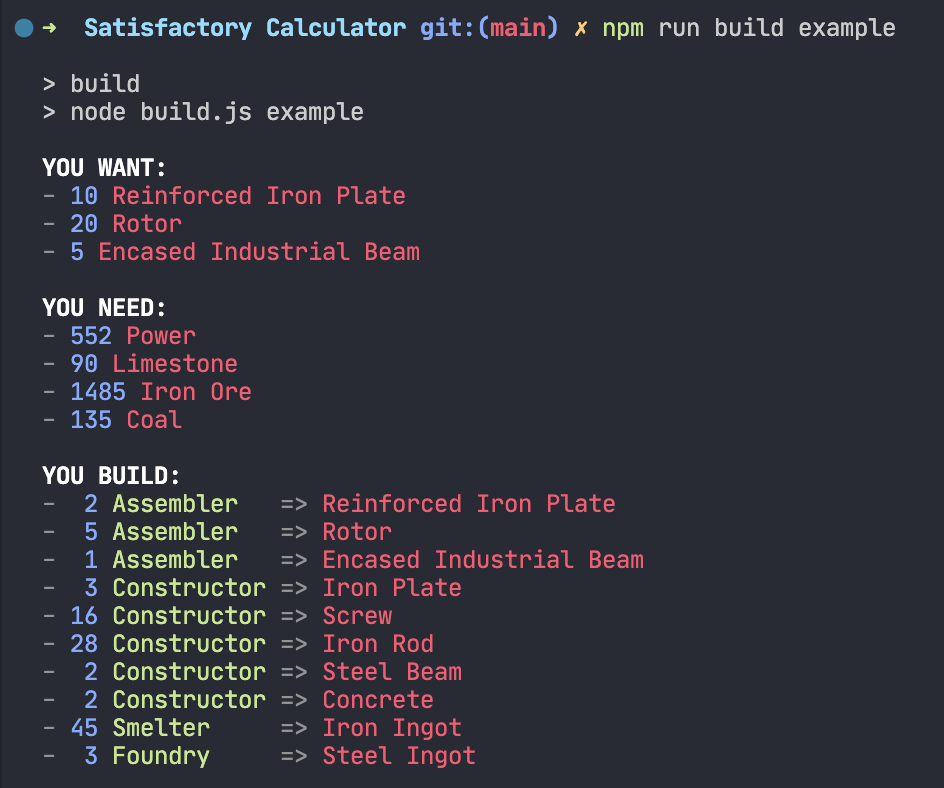 ➜  Satisfactory Calculator git:(main) ✗ npm run build example
> build
> node build.js example
YOU WANT:
- 10 Reinforced Iron Plate
- 20 Rotor
- 5 Encased Industrial Beam
YOU NEED:
- 552 Power
- 90 Limestone
- 1485 Iron Ore
- 135 Coal
YOU BUILD:
-  2 Assembler   => Reinforced Iron Plate
-  5 Assembler   => Rotor
-  1 Assembler   => Encased Industrial Beam
-  3 Constructor => Iron Plate
- 16 Constructor => Screw
- 28 Constructor => Iron Rod
-  2 Constructor => Steel Beam
-  2 Constructor => Concrete
- 45 Smelter     => Iron Ingot
-  3 Foundry     => Steel Ingot